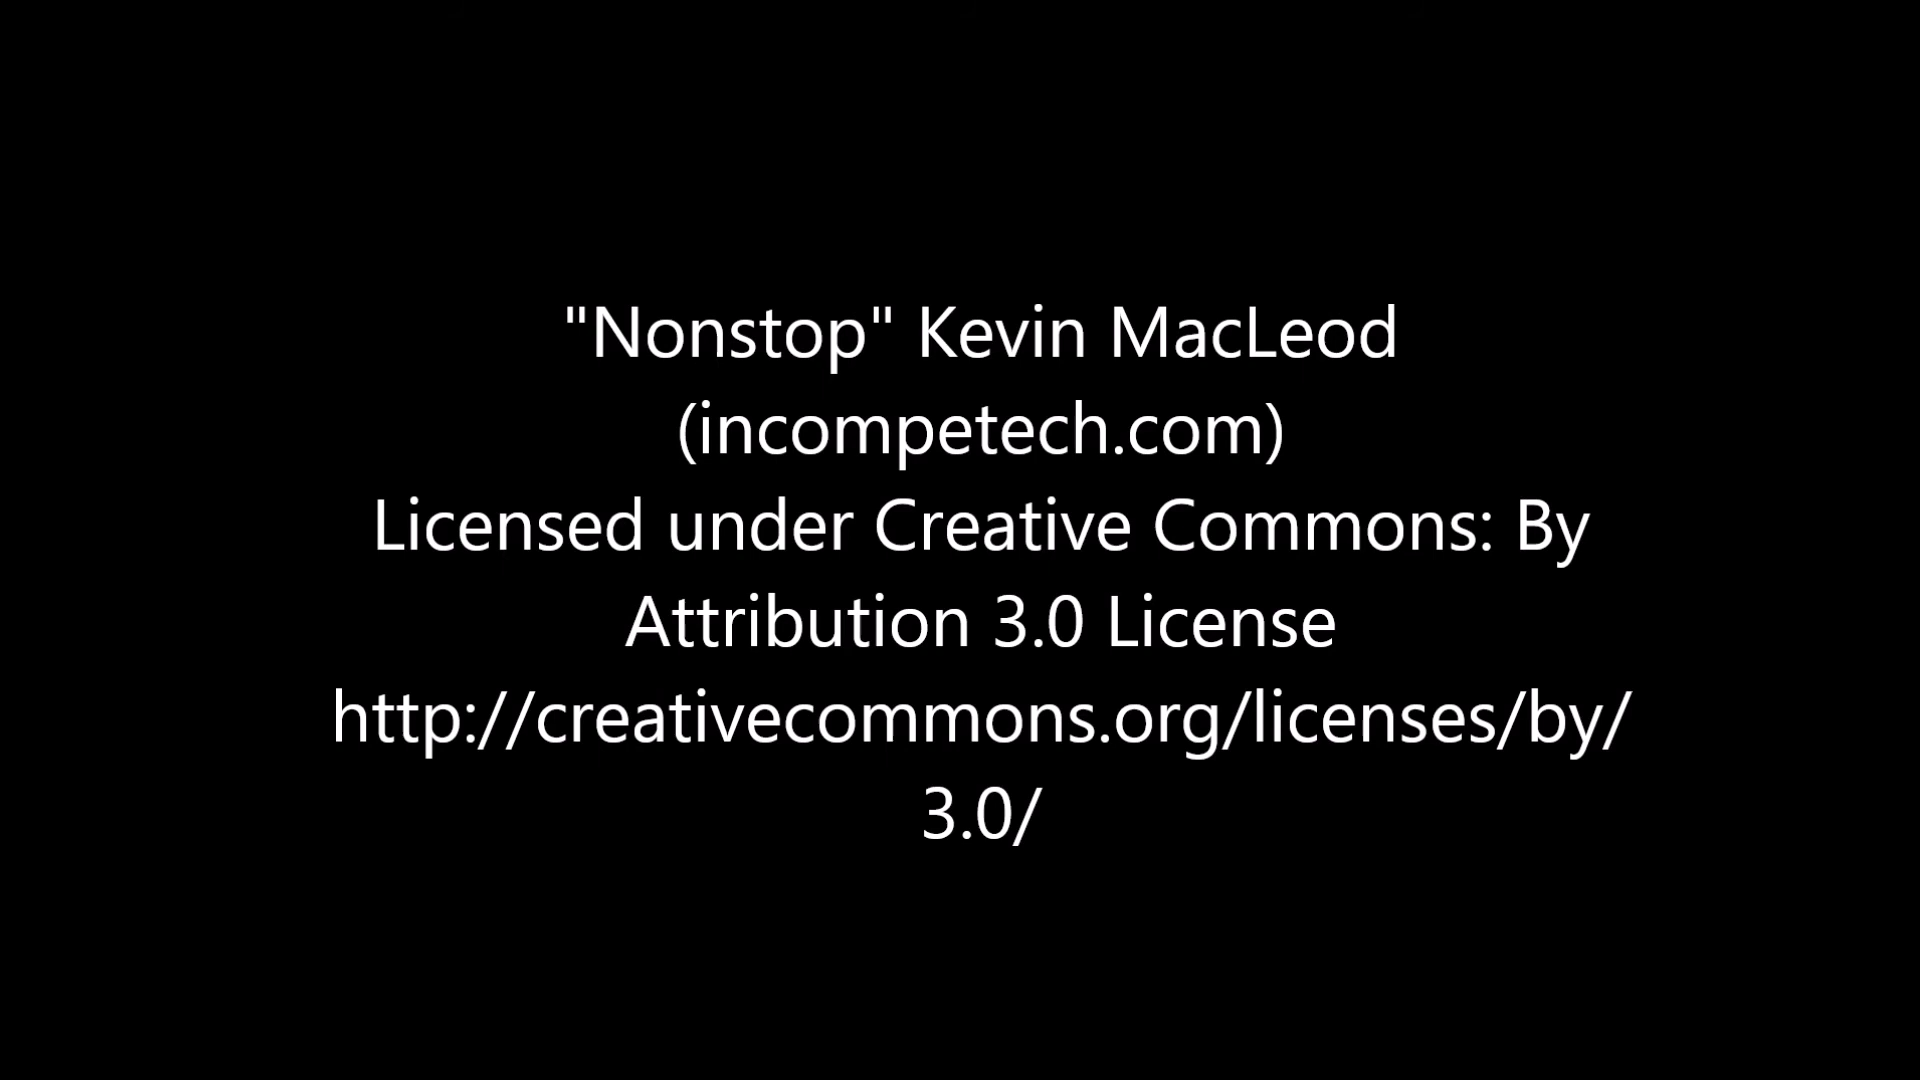 "Nonstop" Kevin MacLeod
(incompetech.com)
Licensed under Creative Commons: By
Attribution 3.0 License
http://creativecommons.org/licenses/by/
3.0/